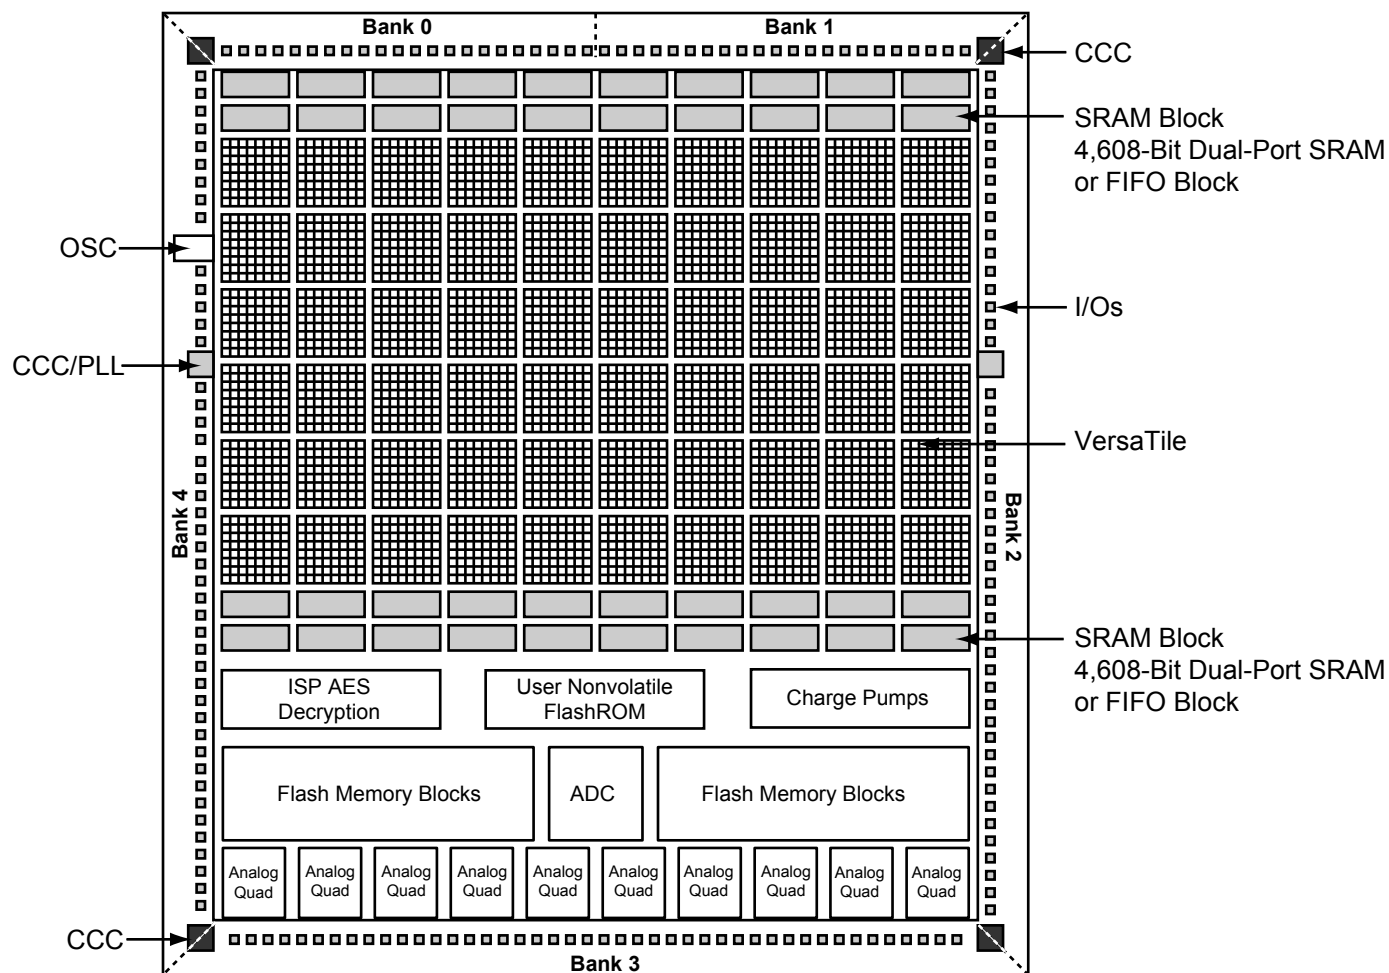 Bank 0
Bank 1
CCC
SRAM Block
4,608-Bit Dual-Port SRAM
or FIFO Block
OSC
I/Os
CCC/PLL
VersaTile
Bank 4
Bank 2
SRAM Block
4,608-Bit Dual-Port SRAM
or FIFO Block
ISP AES
Decryption
User Nonvolatile
FlashROM
Charge Pumps
Flash Memory Blocks
ADC
Flash Memory Blocks
Analog
Quad
Analog
Quad
Analog
Quad
Analog
Quad
Analog
Quad
Analog
Quad
Analog
Quad
Analog
Quad
Analog
Quad
Analog
Quad
CCC
Bank 3